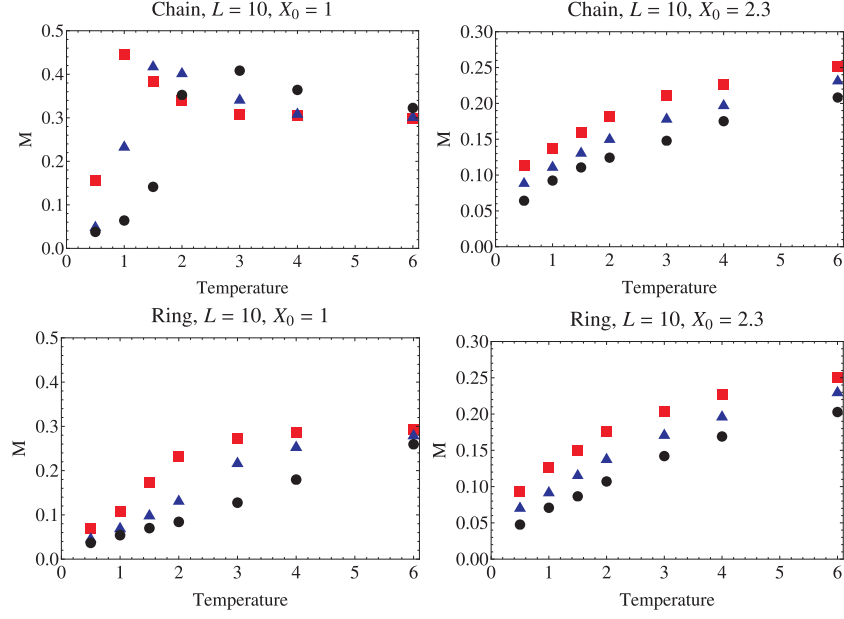 Chain, L = 10, X0 = 1
0.5
0.4
0.3
0.2
0.1
0.0
M
0 1 2 3 4 5 6
Temperature
Chain, L = 10, X0 = 2.3
0.30
0.25
0.20
0.15
0.10
0.05
0.00
M
0 1 2 3 4 5 6
Temperature
Ring, L = 10, X0 = 1
0.5
0.4
0.3
0.2
0.1
0.0
M
0 1 2 3 4 5 6
Temperature
Ring, L = 10, X0 = 2.3
0.30
0.25
0.20
0.15
0.10
0.05
0.00
M
0 1 2 3 4 5 6
Temperature